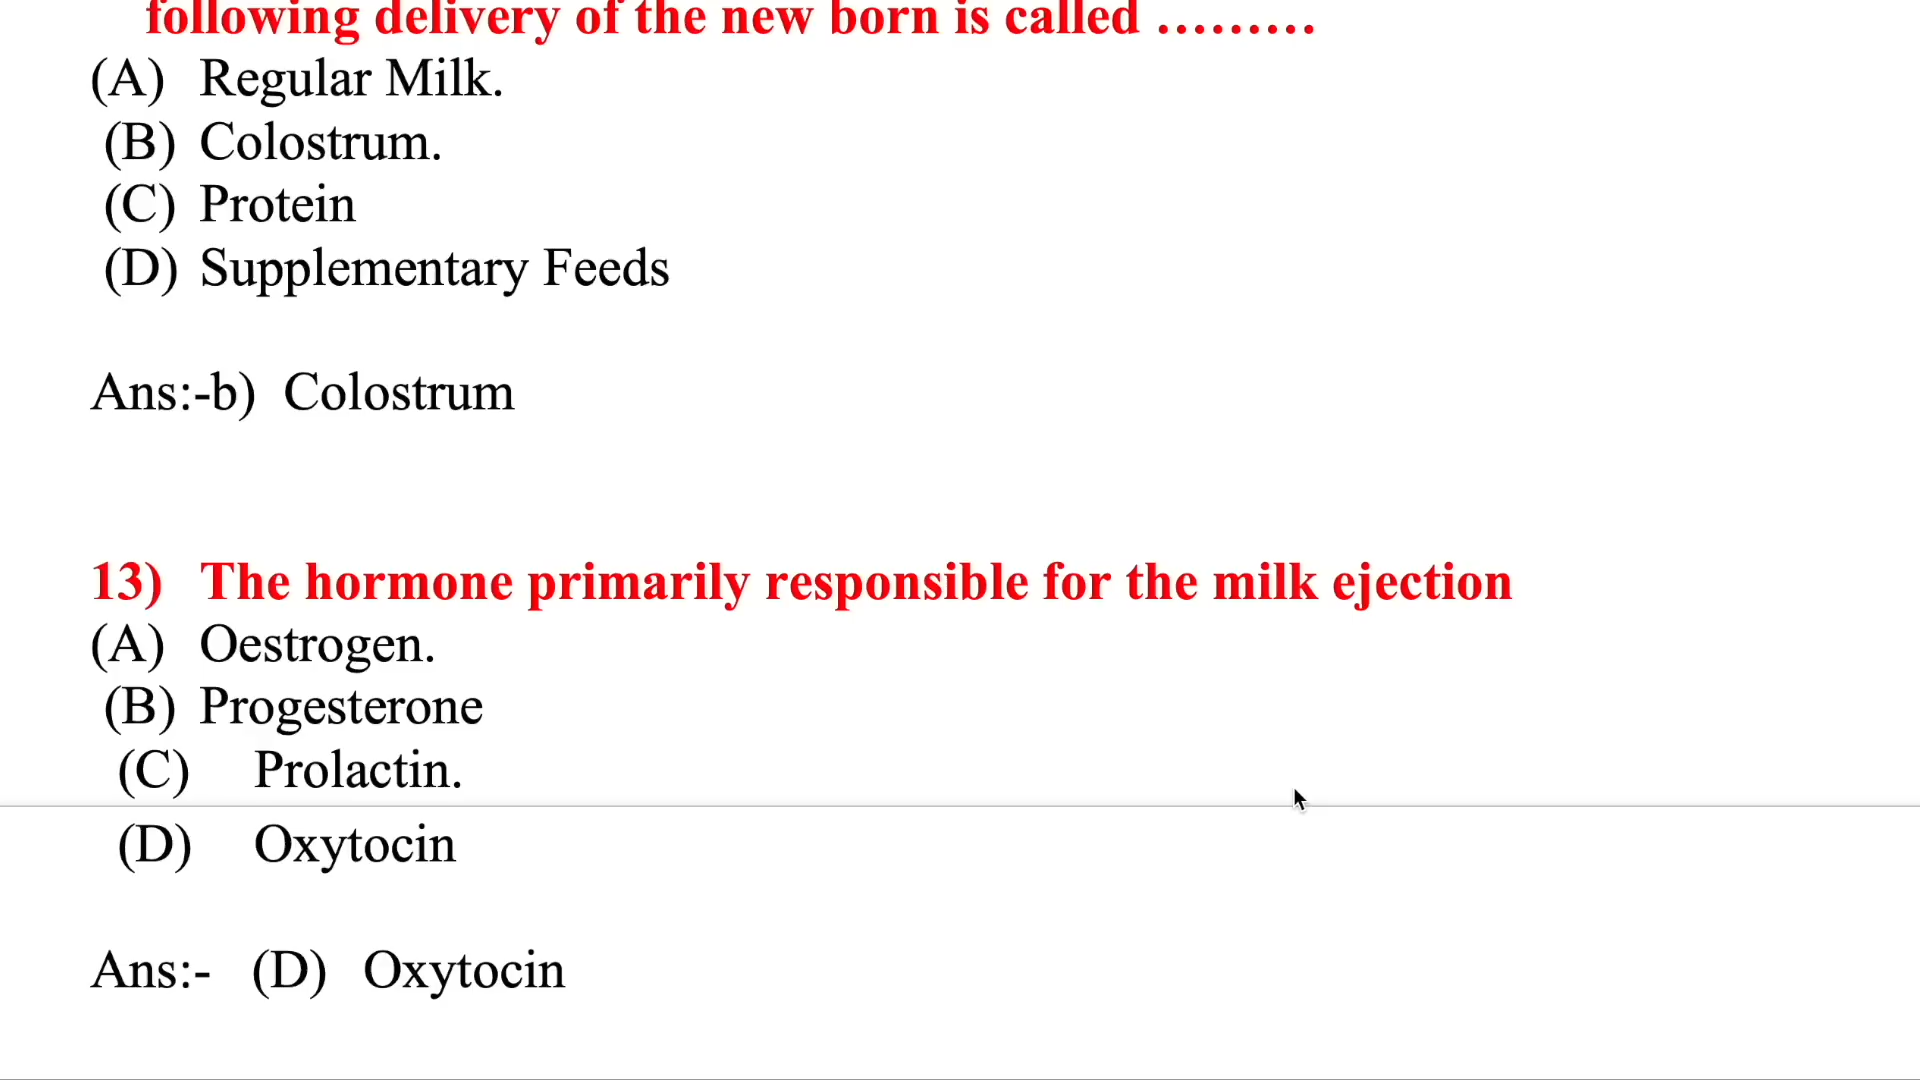 following delivery of the new born is called .........
(A) Regular Milk.
(B) Colostrum.
(C) Protein
(D) Supplementary Feeds
Ans:-b) Colostrum
13) The hormone primarily responsible for the milk ejection
(A) Oestrogen.
(B) Progesterone
(C) Prolactin.
(D) Oxytocin
Ans:- (D) Oxytocin